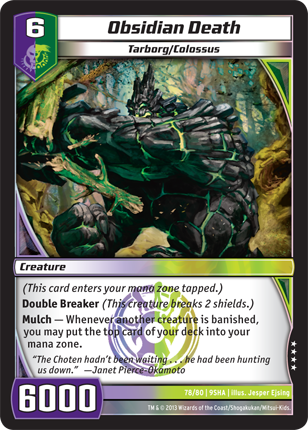 6
Obsidian Death
Tarborg/Colossus
Creature
(This card enters your mana zone tapped.)
Double Breaker (This creature breaks 2 shields.)
Mulch — Whenever another creature is banished,
you may put the top card of your deck into your
mana zone.
"The Choten hadn't been waiting . . . he had been hunting
us down." —Janet Pierce-Okamoto
6000
78/80 | 9SHA | Illus. Jesper Ejsing
TM & © 2013 Wizards of the Coast/Shogakukan/Mitsui-Kids.